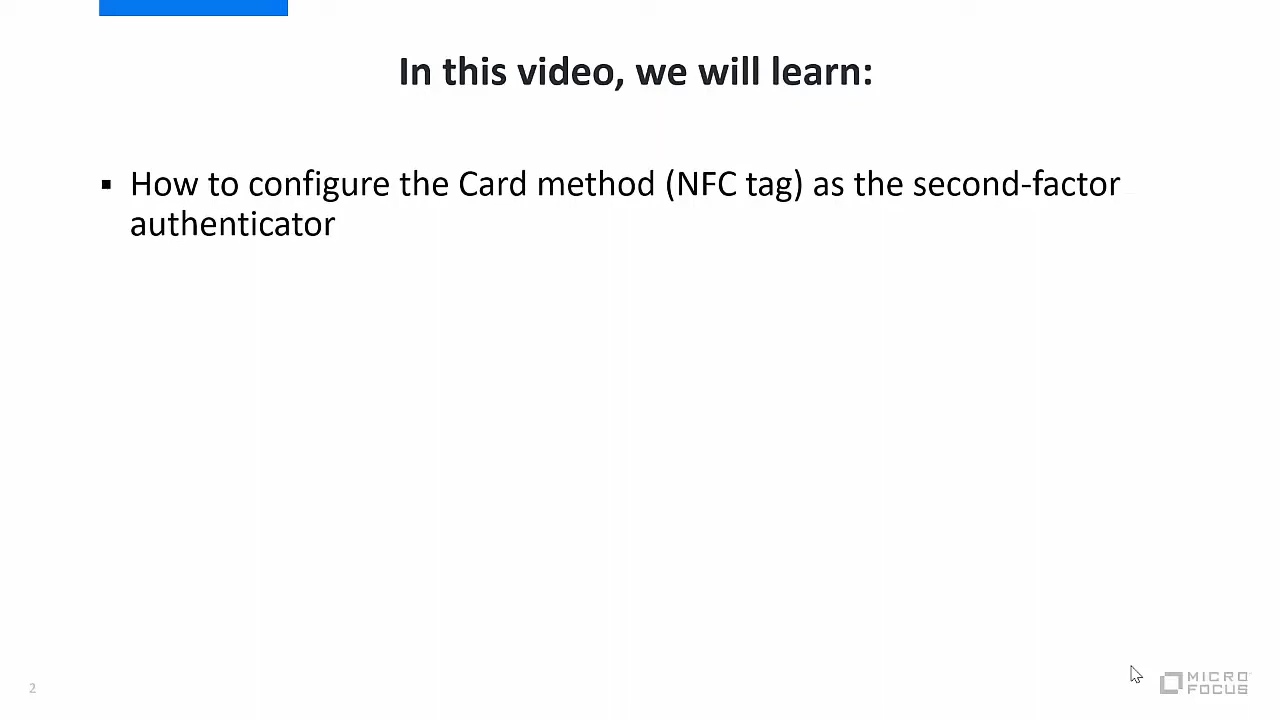 In this video, we will learn:
▪ How to configure the Card method (NFC tag) as the second-factor
authenticator
2
MICRO
FOCUS